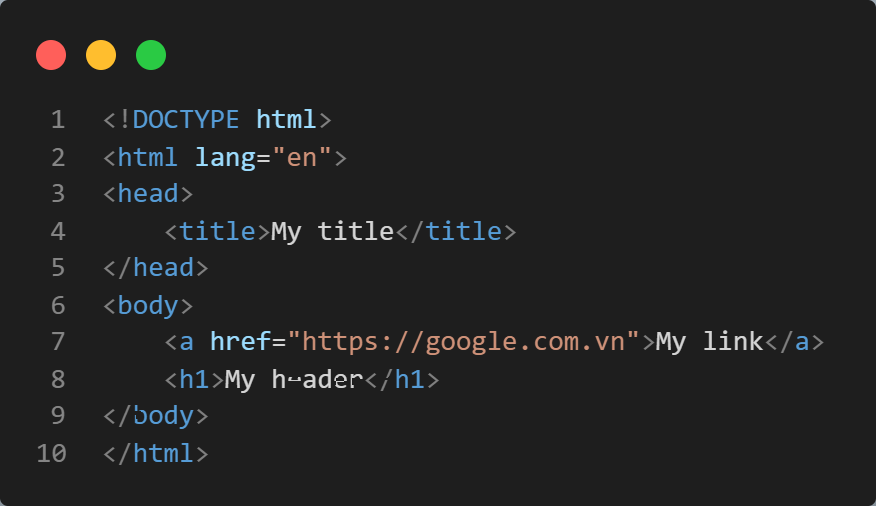 1 <!DOCTYPE html>
2 <html lang="en">
3 <head>
4     <title>My title</title>
5 </head>
6 <body>
7     <a href="https://google.com.vn">My link</a>
8     <h1>My header</h1>
9 </body>
10 </html>